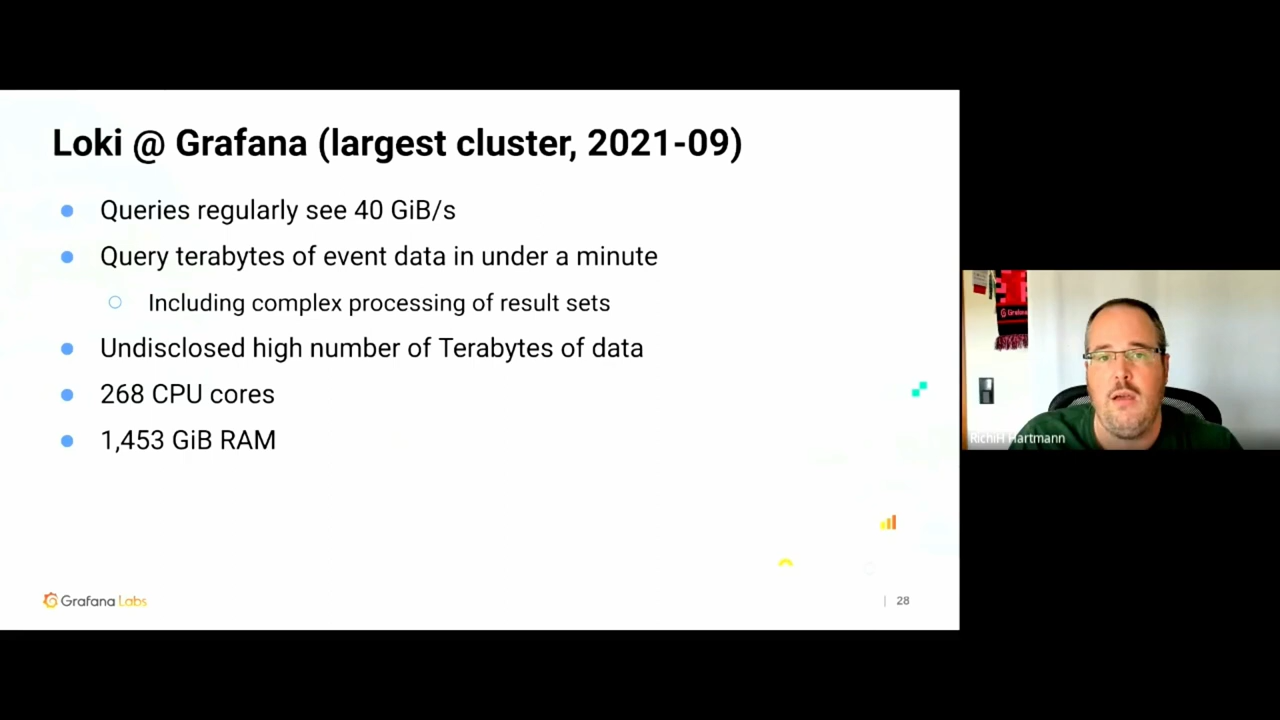 Loki @ Grafana (largest cluster, 2021-09)
Queries regularly see 40 GiB/s
Query terabytes of event data in under a minute
Including complex processing of result sets
Undisclosed high number of Terabytes of data
268 CPU cores
1,453 GiB RAM
Grafana Labs
| 28
Grafana
RichiH Hartmann